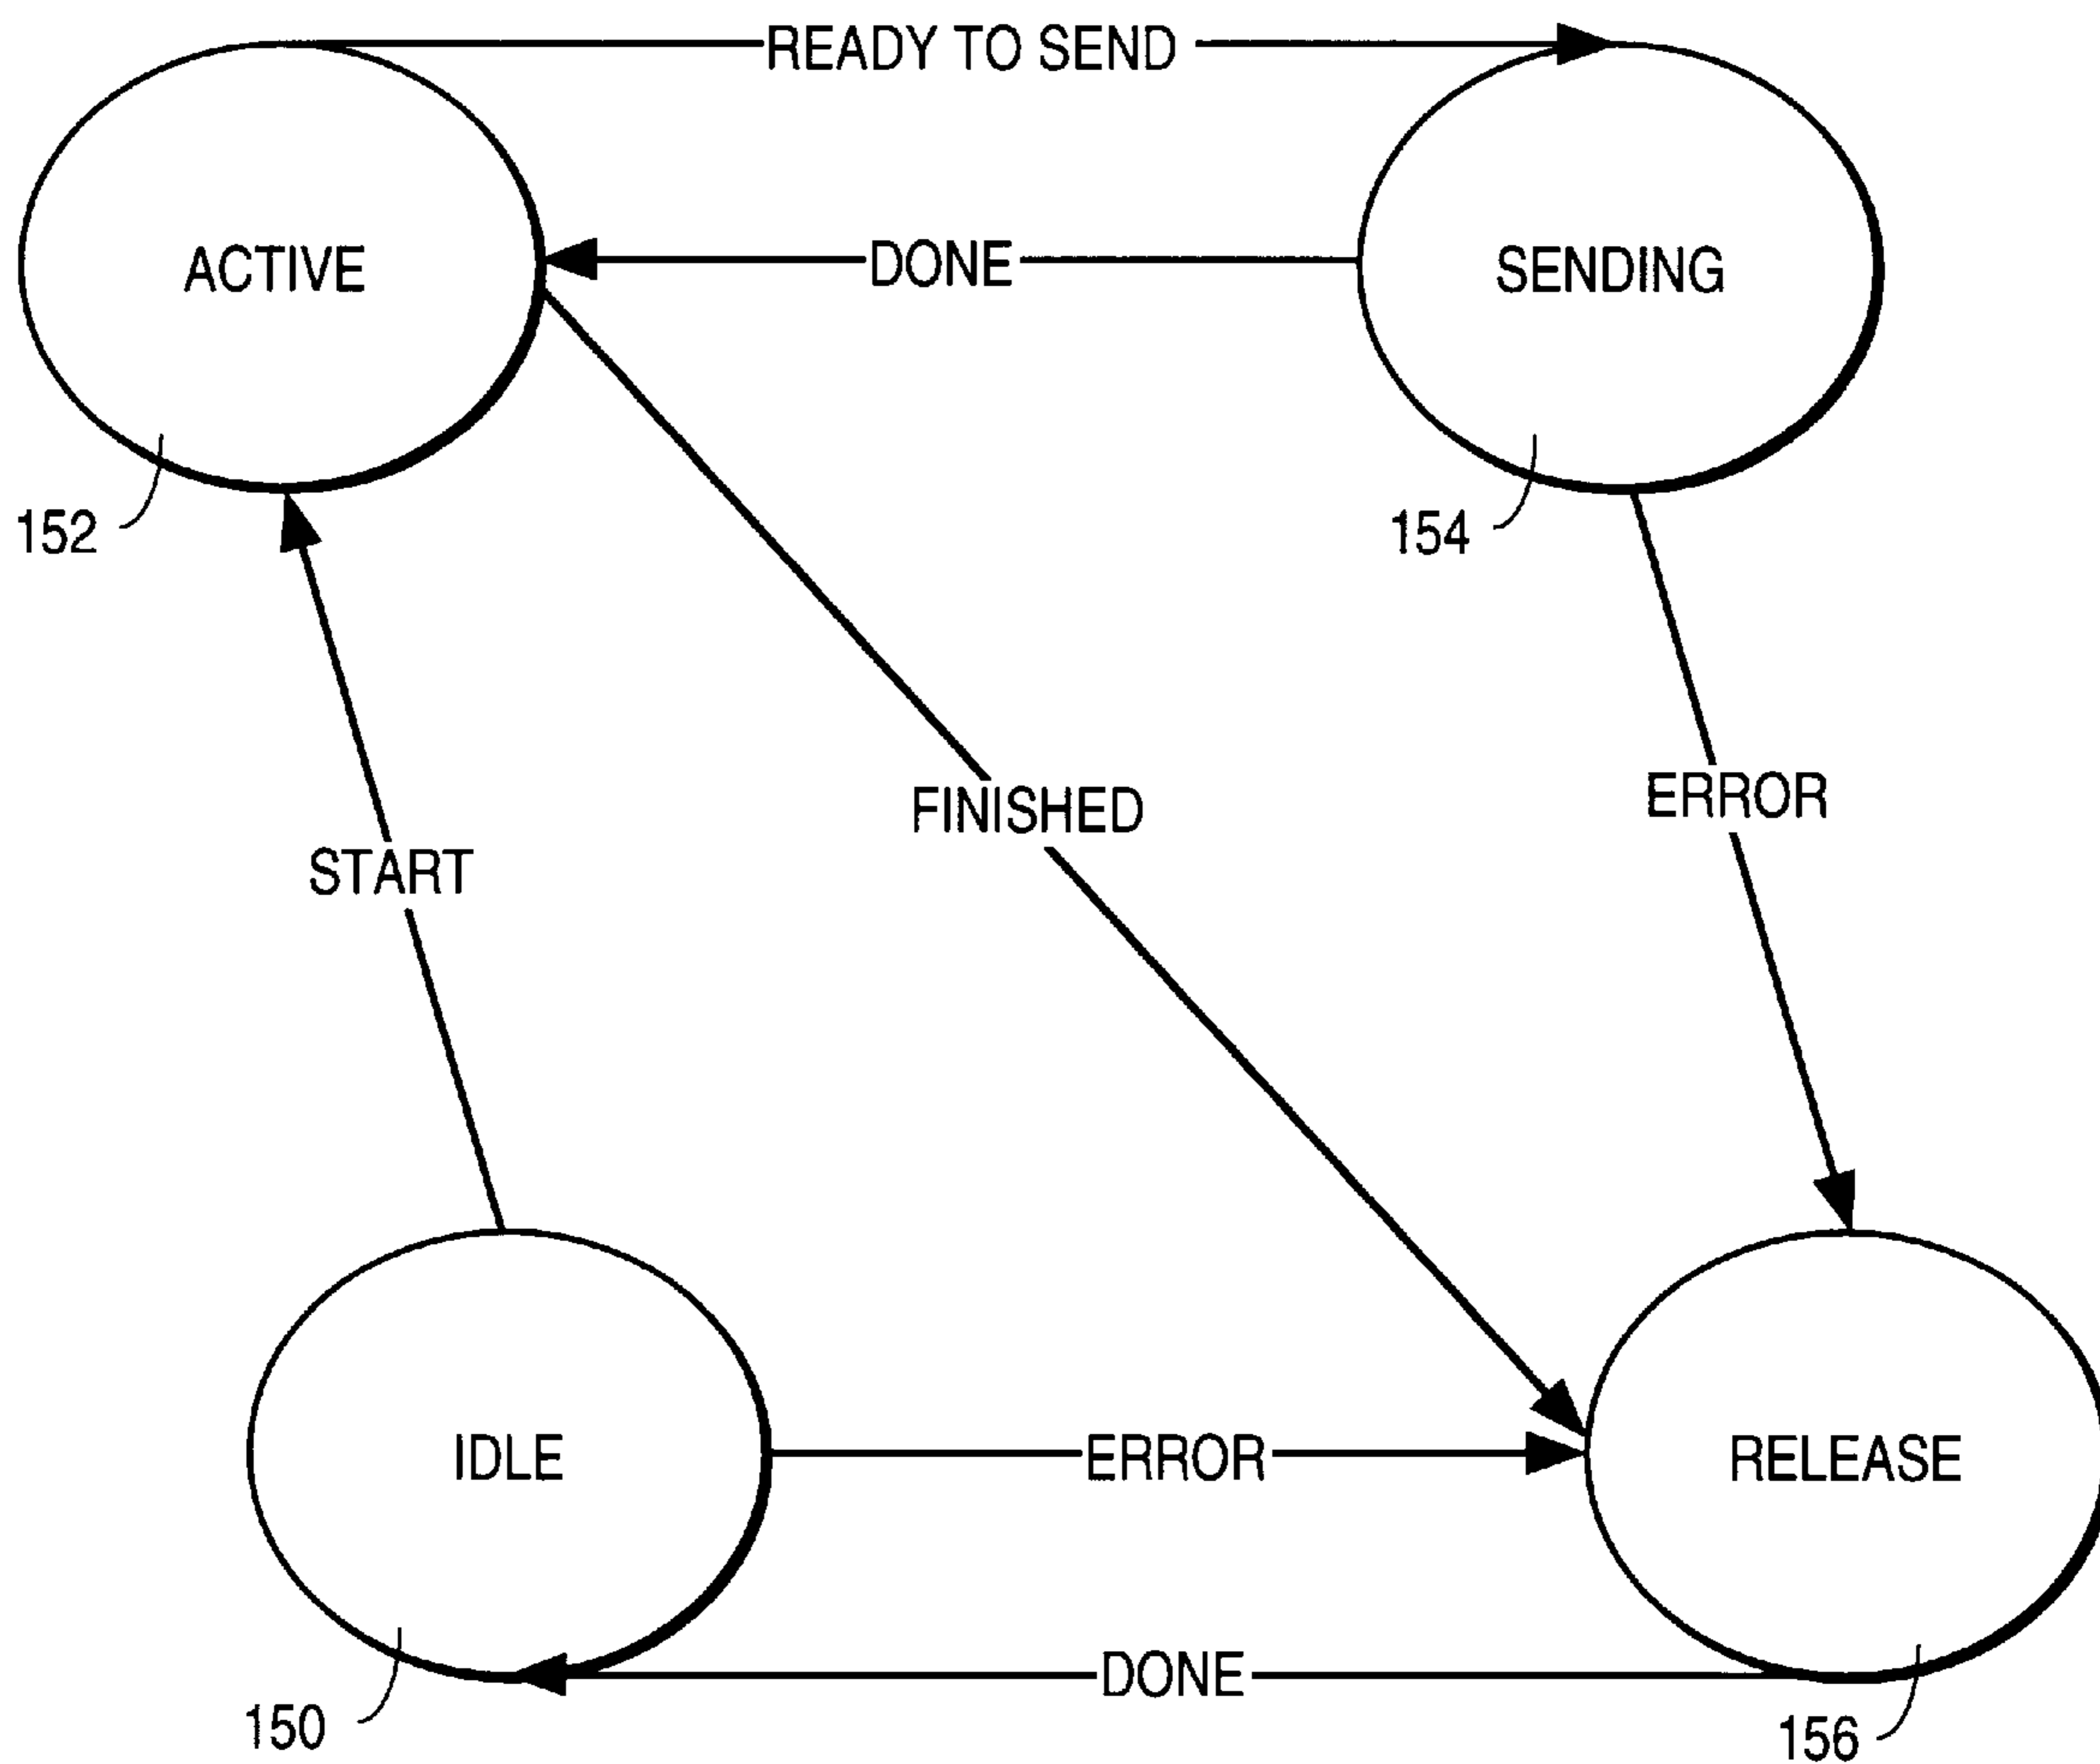 READY TO SEND
ACTIVE
DONE
SENDING
152
154
FINISHED
ERROR
START
IDLE
ERROR
RELEASE
DONE
150
156